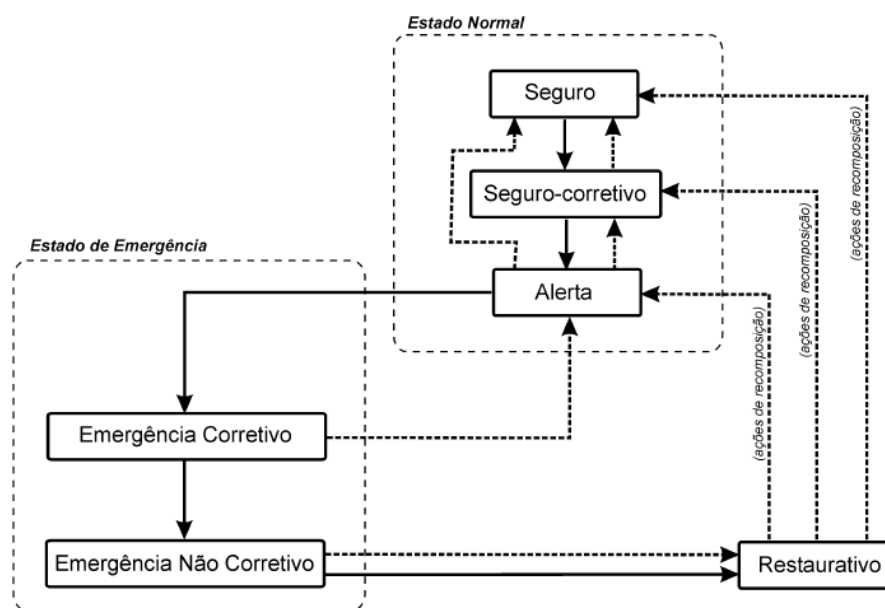 Estado Normal
Seguro
Seguro-corretivo
Alerta
Estado de Emergência
Emergência Corretivo
Emergência Não Corretivo
Restaurativo
(ações de recomposição)
(ações de recomposição)
(ações de recomposição)